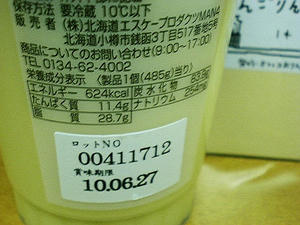 保存方法 要冷蔵10℃以下
販売者 (株)北海道エスケープロダクツMAN4
北海道小樽市銭函3丁目517番地5号
商品についてのお問い合わせ(9:00〜17:00)
TEL 0134-62-4002
栄養成分表示 (製品1個(485g)当り)
エネルギー 624kcal 炭水化物 83.9g
たんぱく質 11.4g ナトリウム 254mg
脂質 28.7g
ロットNO
00411712
賞味期限
10.06.27